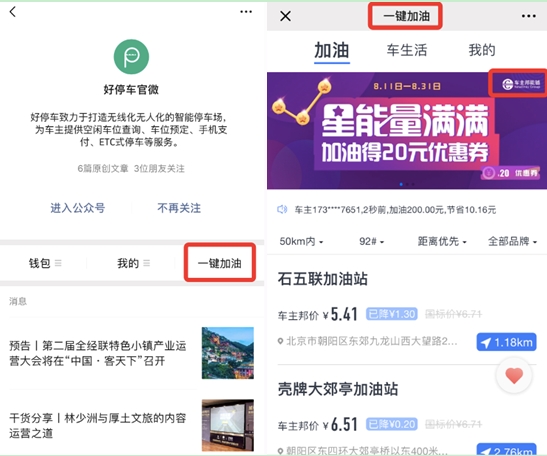 好停车官微
好停车致力于打造无线化无人化的智能停车场,
为车主提供空闲车位查询、车位预定、手机支
付、ETC式停车等服务。
6篇原创文章 3位朋友关注
进入公众号 不再关注
钱包 我的 一键加油
消息
预告丨第二届全经联特色小镇产业运
营大会将在“中国·客天下”召开
干货分享丨林少洲与厚土文旅的内容
运营之道
一键加油
加油 车生活 我的
8.11日—8.31日
车主邦能链
星能量满满
加油得20元优惠券
¥.20 优惠券
车主173****7651,2秒前,加油200.00元,节省10.16元
50km内 92# 距离优先 全部品牌
石五联加油站
车主邦价 ¥ 5.41 已降¥1.30 国标价¥6.71
北京市朝阳区东郊九龙山西大望路2... 1.18km
壳牌大郊亭加油站
车主邦价 ¥ 6.51 已降¥0.20 国标价¥6.71
朝阳区东四环大郊亭桥以东400米... 2.76km